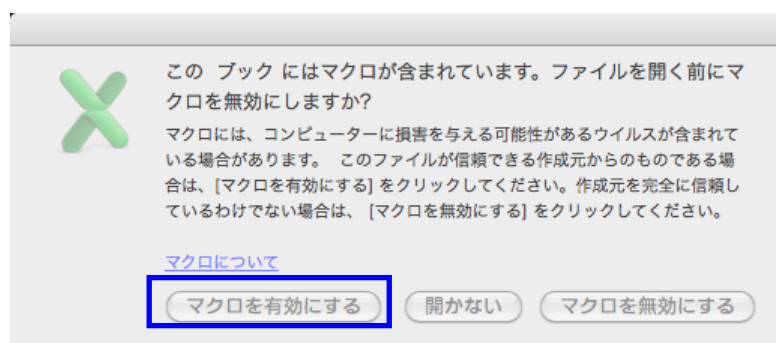 この ブック にはマクロが含まれています。ファイルを開く前にマ
クロを無効にしますか?
マクロには、コンピューターに損害を与える可能性があるウイルスが含まれて
いる場合があります。 このファイルが信頼できる作成元からのものである場
合は、[マクロを有効にする] をクリックしてください。作成元を完全に信頼し
ているわけでない場合は、 [マクロを無効にする] をクリックしてください。
マクロについて
マクロを有効にする 開かない マクロを無効にする